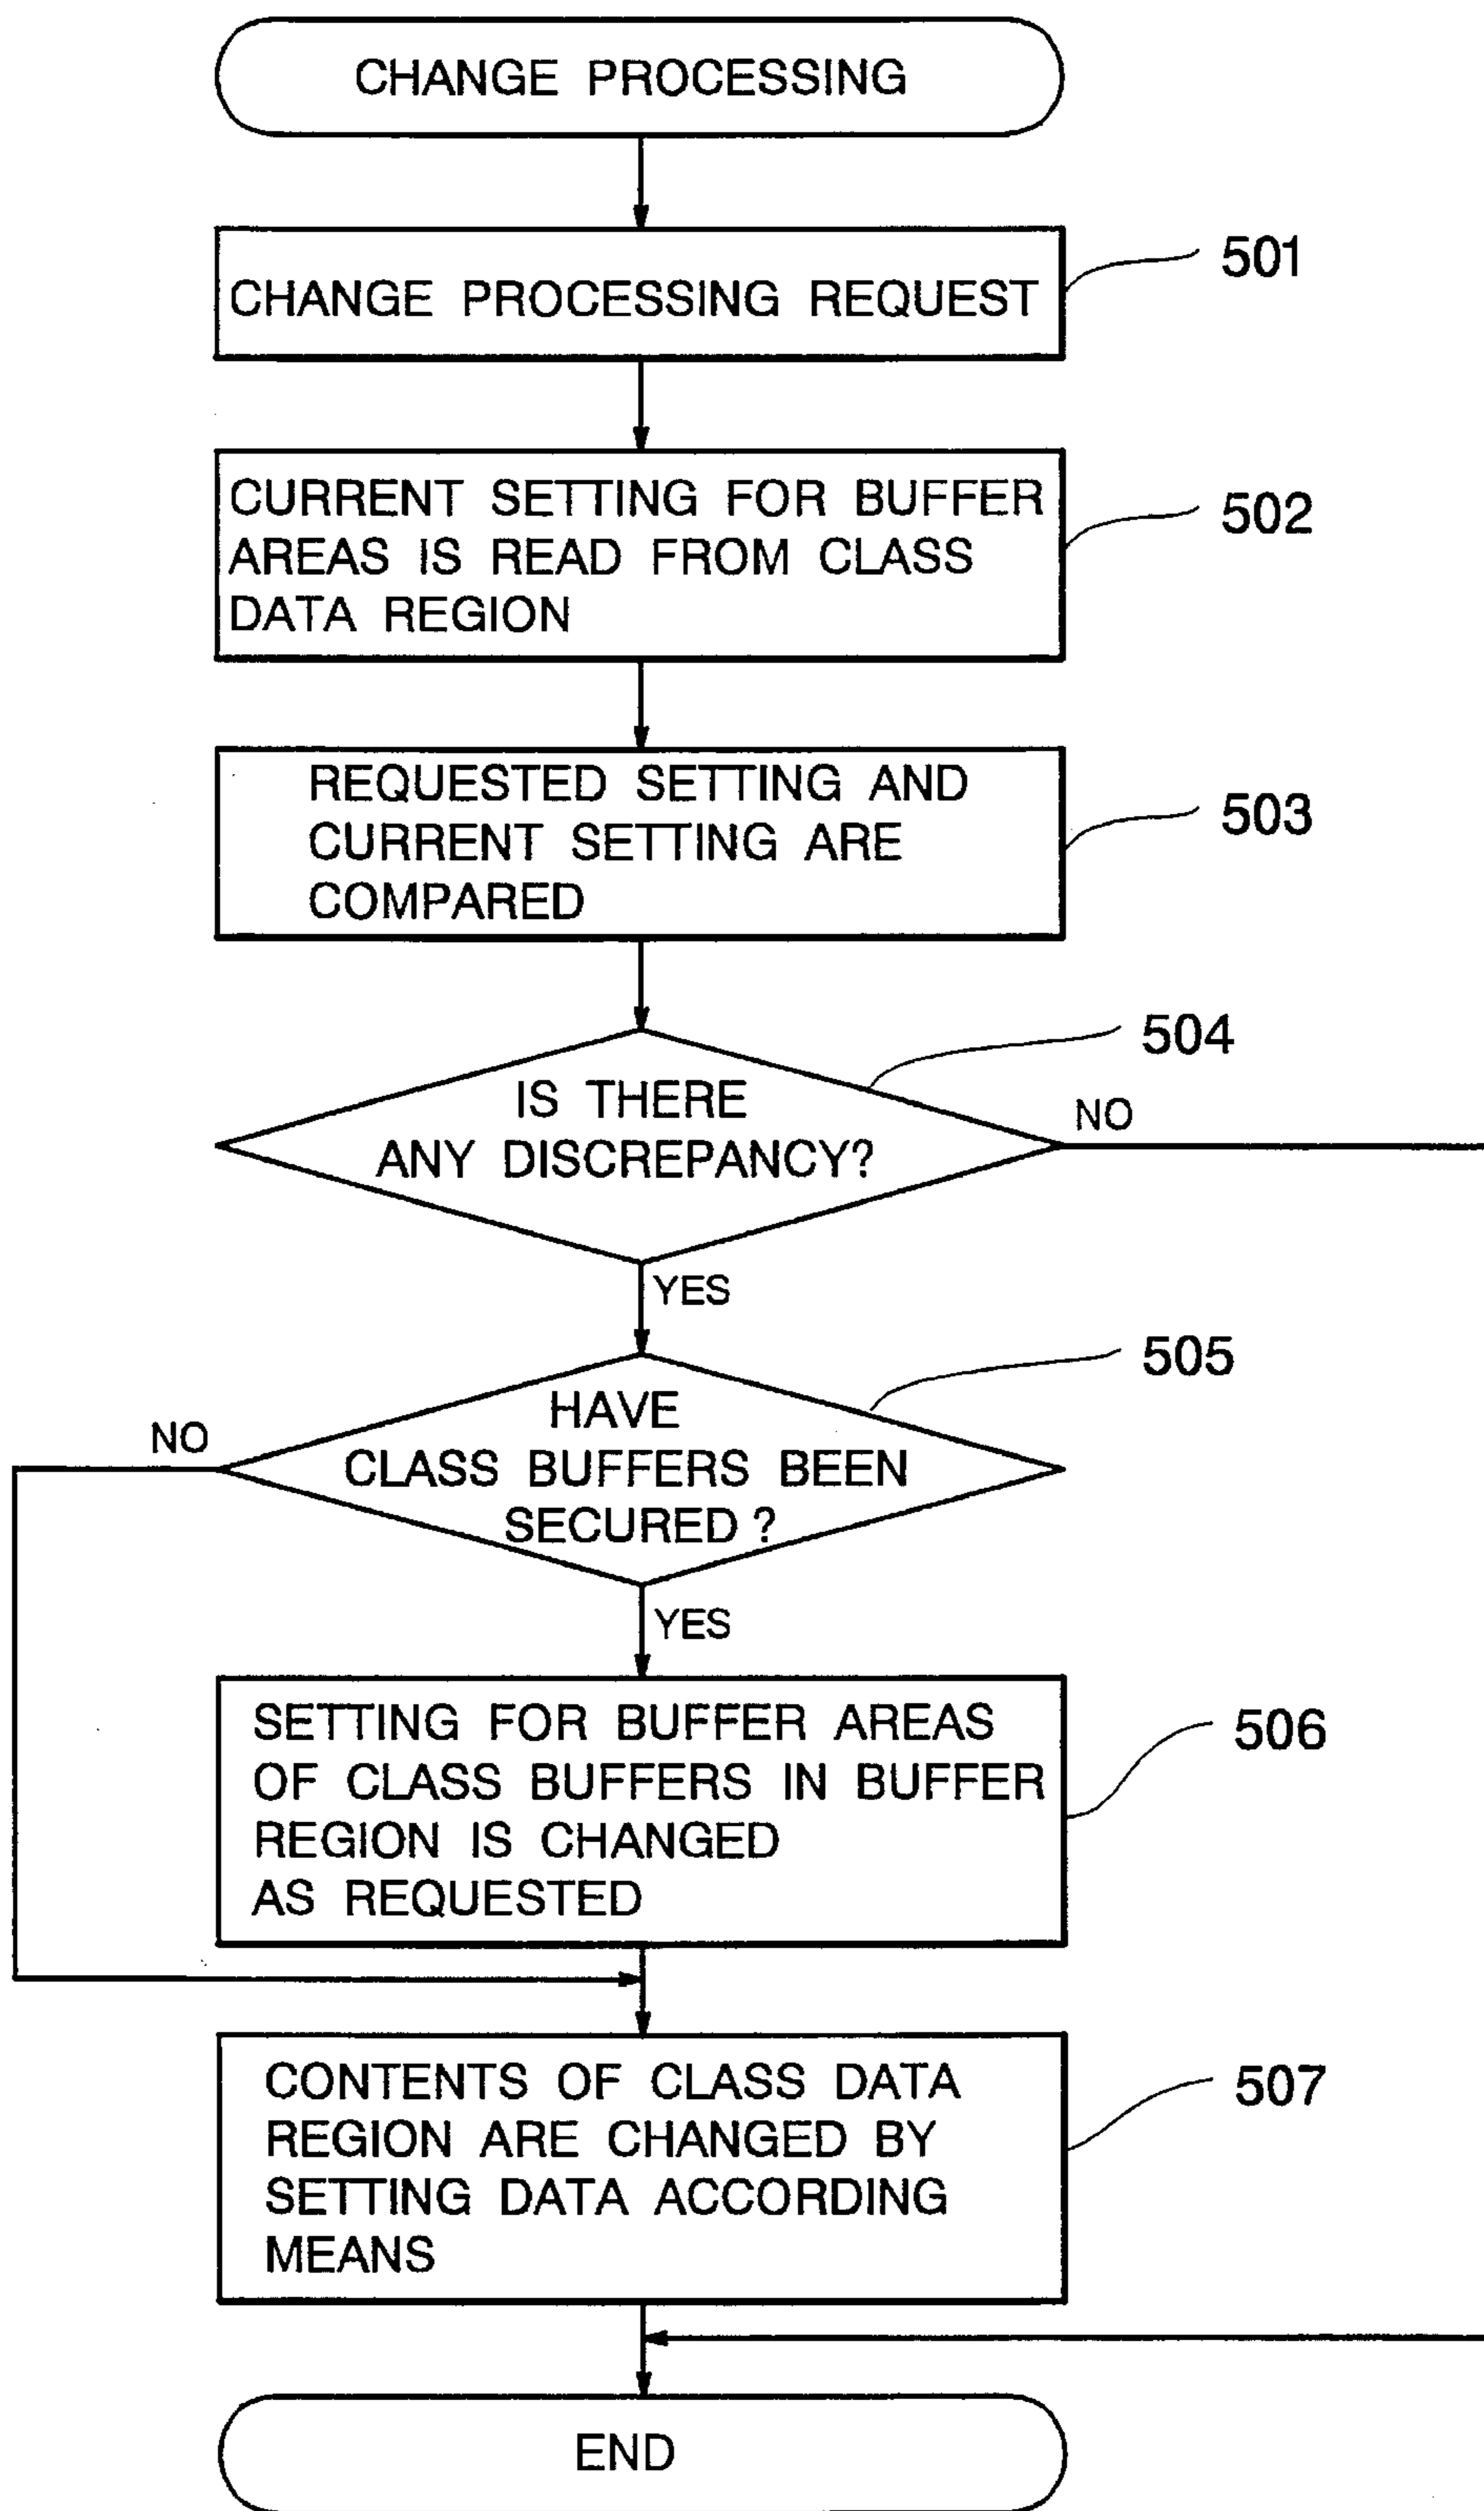 CHANGE PROCESSING
CHANGE PROCESSING REQUEST
501
CURRENT SETTING FOR BUFFER
AREAS IS READ FROM CLASS
DATA REGION
502
REQUESTED SETTING AND
CURRENT SETTING ARE
COMPARED
503
504
IS THERE
ANY DISCREPANCY?
NO
YES
505
HAVE
CLASS BUFFERS BEEN
SECURED ?
NO
YES
SETTING FOR BUFFER AREAS
OF CLASS BUFFERS IN BUFFER
REGION IS CHANGED
AS REQUESTED
506
CONTENTS OF CLASS DATA
REGION ARE CHANGED BY
SETTING DATA ACCORDING
MEANS
507
END